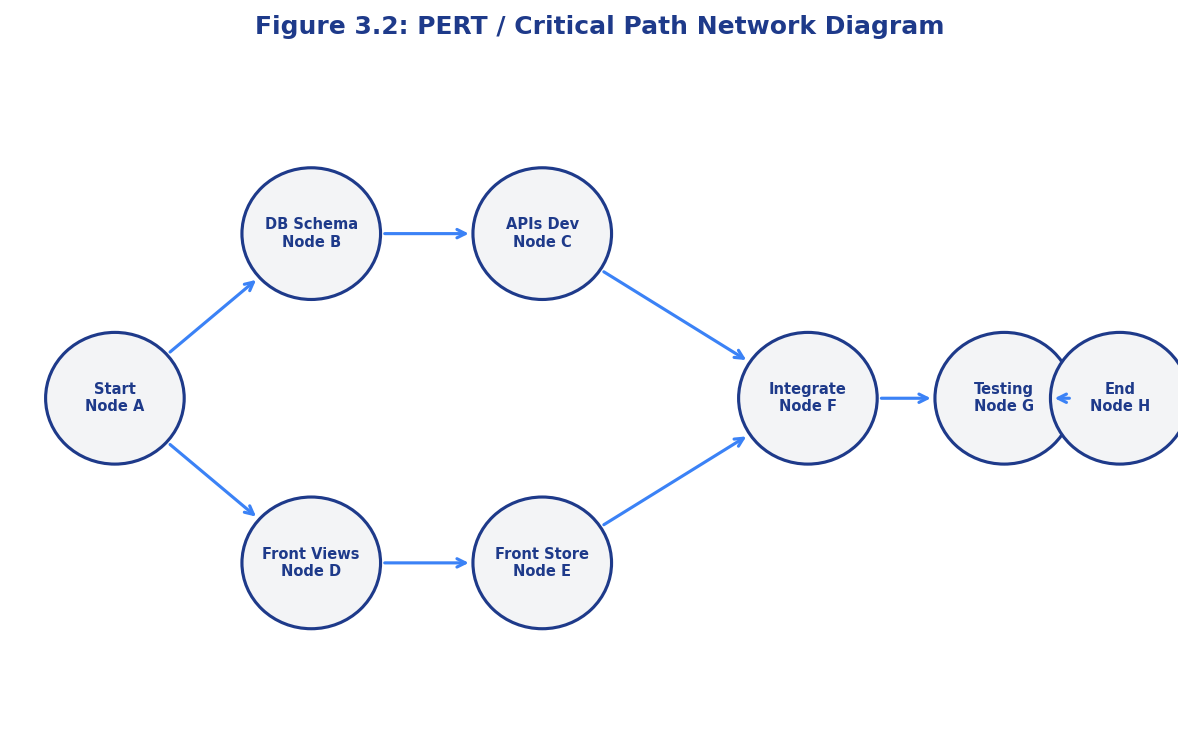 Figure 3.2: PERT / Critical Path Network Diagram
DB Schema
Node B
APIs Dev
Node C
Start
Node A
Integrate
Node F
Testing
Node G
End
Node H
Front Views
Node D
Front Store
Node E